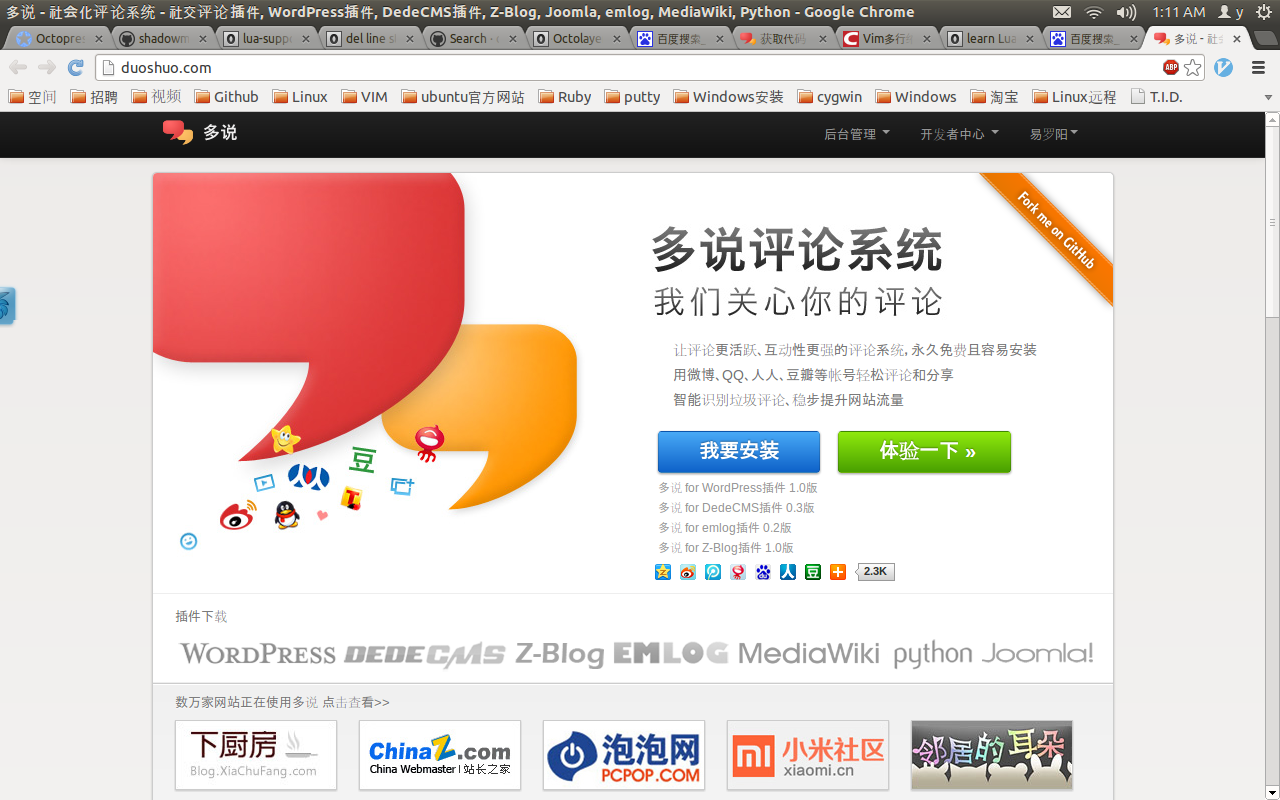 多说 - 社会化评论系统 - 社交评论插件, WordPress插件, DedeCMS插件, Z-Blog, Joomla, emlog, MediaWiki, Python - Google Chrome
1:11 AM y
Octopres
shadowm
lua-suppo
del line s
Search -
Octolayer
百度搜索_
获取代码
Vim多行
learn Lua
百度搜索_
多说 - 社会
duoshuo.com
ABP
空间 招聘 视频 Github Linux VIM ubuntu官方网站 Ruby putty Windows安装 cygwin Windows 淘宝 Linux远程 T.I.D.
多说 后台管理 开发者中心 易罗阳
Fork me on GitHub
多说评论系统
我们关心你的评论
让评论更活跃、互动性更强的评论系统, 永久免费且容易安装
用微博、QQ、人人、豆瓣等帐号轻松评论和分享
智能识别垃圾评论、稳步提升网站流量
豆
我要安装 体验一下 »
多说 for WordPress插件 1.0版
多说 for DedeCMS插件 0.3版
多说 for emlog插件 0.2版
多说 for Z-Blog插件 1.0版
人 豆 2.3K
插件下载
WORDPRESS DEDECMS Z-Blog EMLOG MediaWiki python Joomla!
数万家网站正在使用多说 点击查看>>
下厨房
Blog.XiaChuFang.com
ChinaZ.com
China Webmaster | 站长之家
泡泡网
PCPOP.COM
小米社区
xiaomi.cn
邻居的耳朵